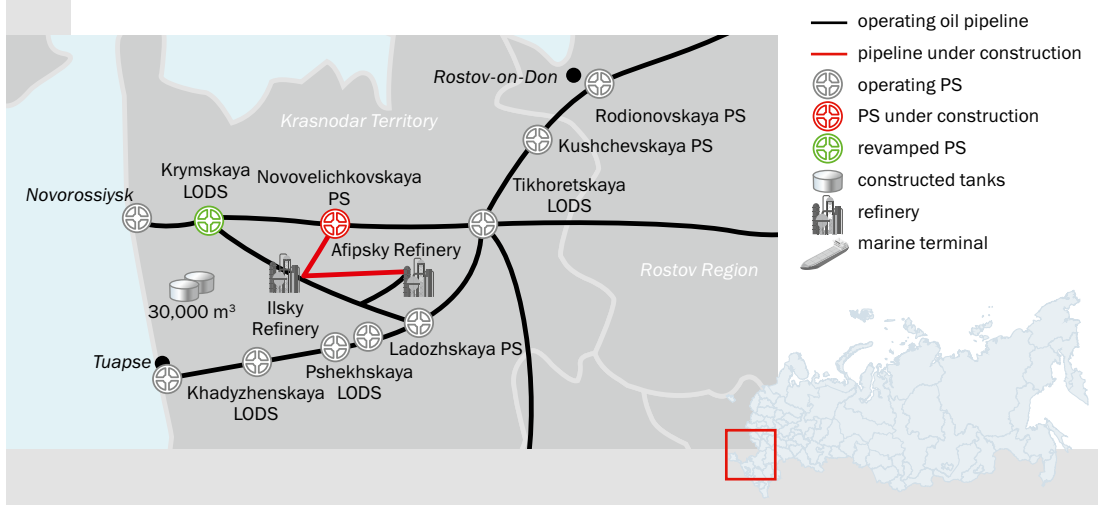 Rostov-on-Don
Rodionovskaya PS
Krasnodar Territory
Kushchevskaya PS
Krymskaya
LODS
Novovelichkovskaya
PS
Tikhoretskaya
LODS
Novorossiysk
Afipsky Refinery
Rostov Region
30,000 m³
Ilsky
Refinery
Ladozhskaya PS
Tuapse
Pshekhskaya
LODS
Khadyzhenskaya
LODS
operating oil pipeline
pipeline under construction
operating PS
PS under construction
revamped PS
constructed tanks
refinery
marine terminal